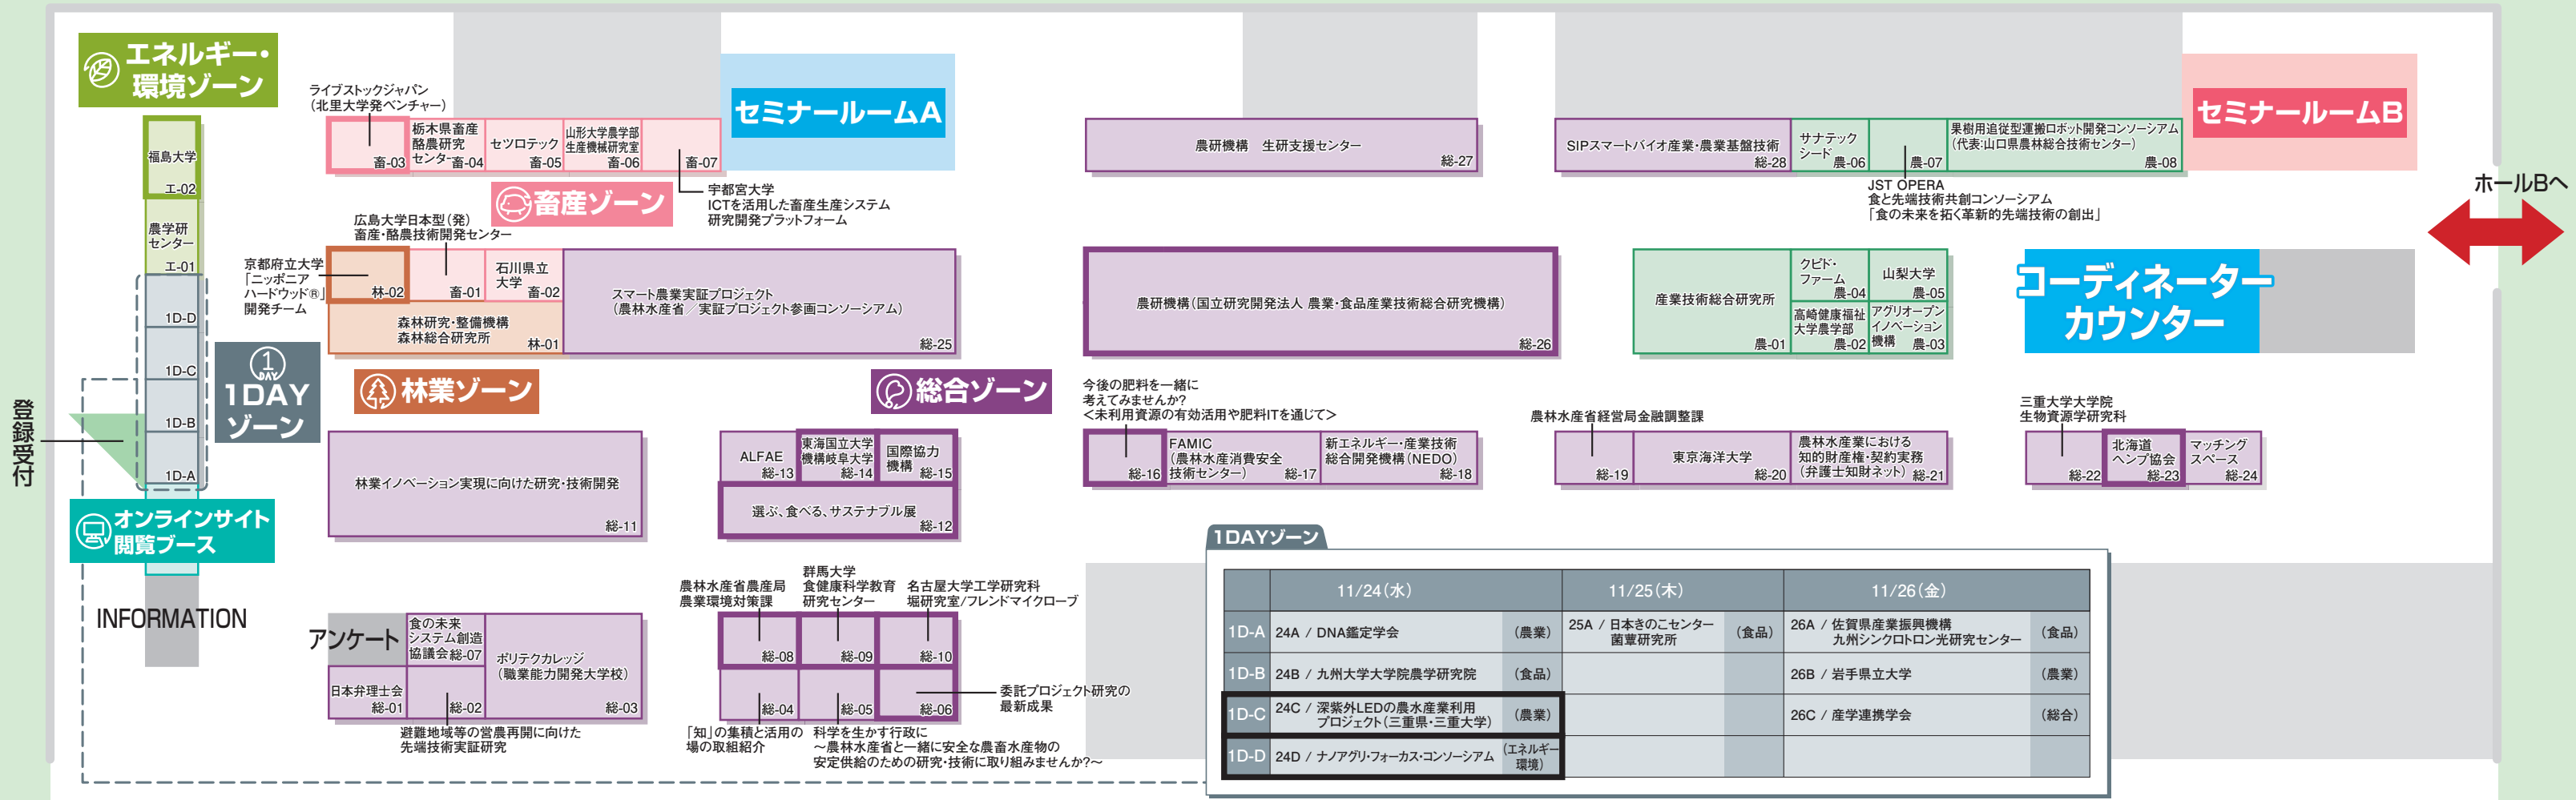 エネルギー・
環境ゾーン
福島大学
エ-02
農学研
センター
エ-01
1D-D
1D-C
1D-B
1D-A
1
DAY
1DAY
ゾーン
登録受付
オンラインサイト
閲覧ブース
INFORMATION
ライブストックジャパン
(北里大学発ベンチャー)
畜-03
栃木県畜産
酪農研究
センター畜-04
セツロテック
畜-05
山形大学農学部
生産機械研究室
畜-06
畜-07
宇都宮大学
ICTを活用した畜産生産システム
研究開発プラットフォーム
セミナールームA
畜産ゾーン
広島大学日本型(発)
畜産・酪農技術開発センター
京都府立大学
「ニッポニア
ハードウッド®」
開発チーム
林-02
畜-01
石川県立
大学
畜-02
森林研究・整備機構
森林総合研究所
林-01
スマート農業実証プロジェクト
(農林水産省/実証プロジェクト参画コンソーシアム)
総-25
林業ゾーン
総合ゾーン
農研機構 生研支援センター
総-27
SIPスマートバイオ産業・農業基盤技術
総-28
サナテック
シード
農-06
農-07
果樹用追従型運搬ロボット開発コンソーシアム
(代表:山口県農林総合技術センター)
農-08
JST OPERA
食と先端技術共創コンソーシアム
「食の未来を拓く革新的先端技術の創出」
セミナールームB
ホールBへ
農研機構(国立研究開発法人 農業・食品産業技術総合研究機構)
総-26
産業技術総合研究所
農-01
クピド・
ファーム
農-04
山梨大学
農-05
高崎健康福祉
大学農学部
農-02
アグリオープン
イノベーション
機構 農-03
コーディネーター
カウンター
林業イノベーション実現に向けた研究・技術開発
総-11
ALFAE
総-13
東海国立大学
機構岐阜大学
総-14
国際協力
機構 総-15
選ぶ、食べる、サステナブル展
総-12
今後の肥料を一緒に
考えてみませんか?
<未利用資源の有効活用や肥料ITを通じて>
総-16
FAMIC
(農林水産消費安全
技術センター) 総-17
新エネルギー・産業技術
総合開発機構(NEDO)
総-18
農林水産省経営局金融調整課
総-19
東京海洋大学
総-20
農林水産業における
知的財産権・契約実務
(弁護士知財ネット) 総-21
三重大学大学院
生物資源学研究科
総-22
北海道
ヘンプ協会
総-23
マッチング
スペース
総-24
アンケート
食の未来
システム創造
協議会総-07
日本弁理士会
総-01
総-02
ポリテクカレッジ
(職業能力開発大学校)
総-03
避難地域等の営農再開に向けた
先端技術実証研究
農林水産省農産局
農業環境対策課
群馬大学
食健康科学教育
研究センター
名古屋大学工学研究科
堀研究室/フレンドマイクローブ
総-08
総-09
総-10
総-04
総-05
総-06
委託プロジェクト研究の
最新成果
「知」の集積と活用の
場の取組紹介
科学を生かす行政に
～農林水産省と一緒に安全な農畜水産物の
安定供給のための研究・技術に取り組みませんか?～
1DAYゾーン
11/24(水) 11/25(木) 11/26(金)
1D-A 24A / DNA鑑定学会 (農業) 25A / 日本きのこセンター
菌蕈研究所 (食品) 26A / 佐賀県産業振興機構
九州シンクロトロン光研究センター (食品)
1D-B 24B / 九州大学大学院農学研究院 (食品) 26B / 岩手県立大学 (農業)
1D-C 24C / 深紫外LEDの農水産業利用
プロジェクト(三重県・三重大学) (農業) 26C / 産学連携学会 (総合)
1D-D 24D / ナノアグリ・フォーカス・コンソーシアム (エネルギー
環境)